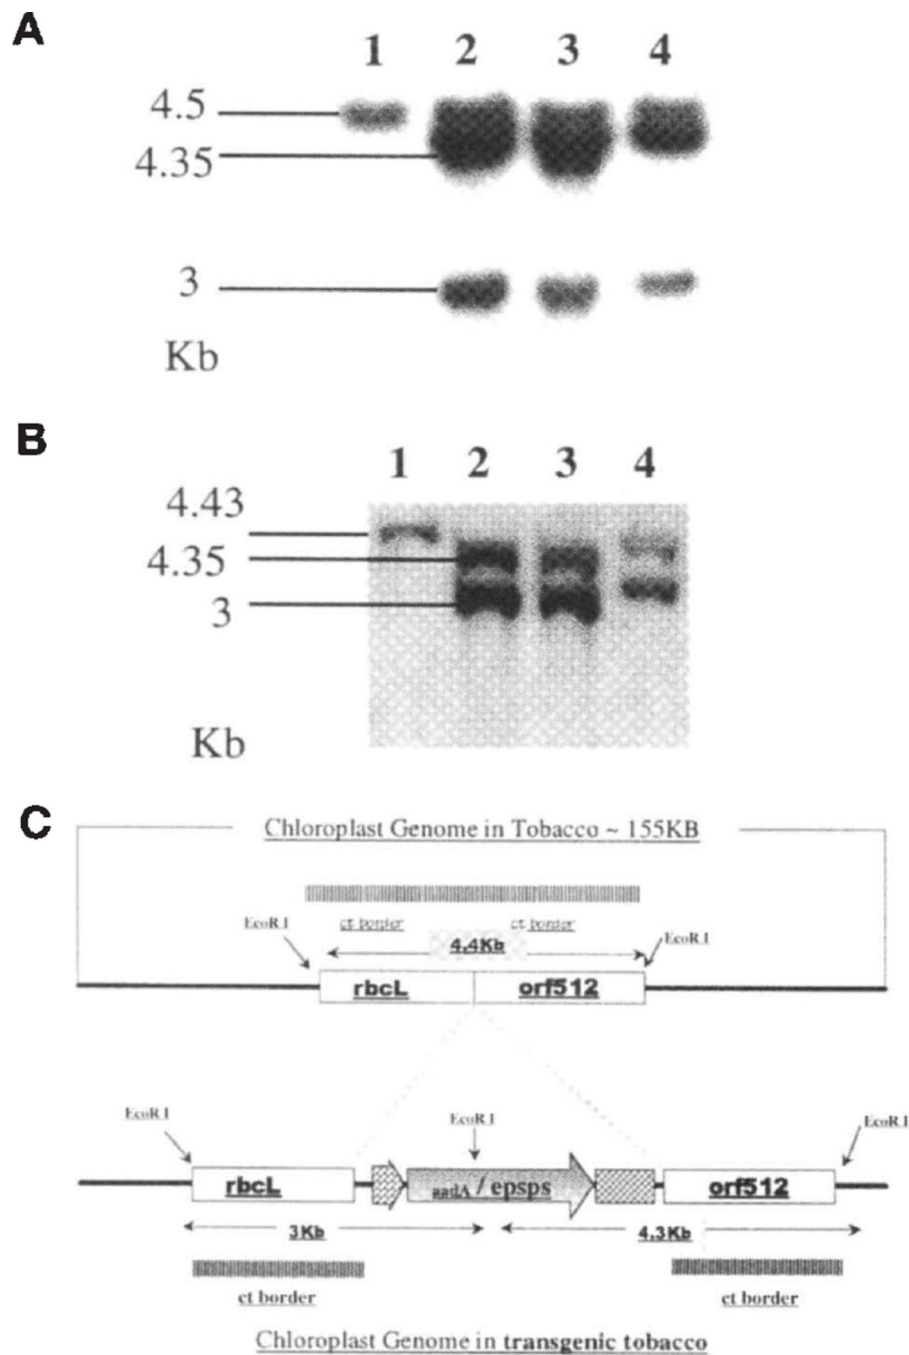 A
1 2 3 4
4.5
4.35
3
Kb
B
1 2 3 4
4.43
4.35
3
Kb
C
Chloroplast Genome in Tobacco ~ 155KB
ct border ct border
EcoR I 4.4Kb EcoR I
rbcL orf512
EcoR I EcoR I EcoR I
rbcL aadA / epsps orf512
3Kb 4.3Kb
ct border ct border
Chloroplast Genome in transgenic tobacco